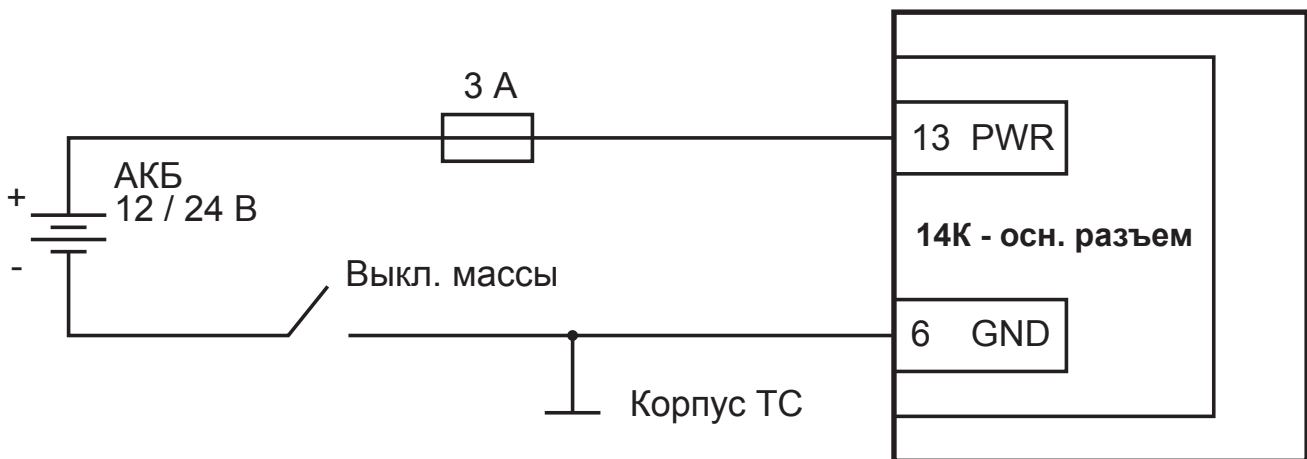 3 А
13 PWR
+
АКБ
12 / 24 В
14К - осн. разъем
-
Выкл. массы
6 GND
Корпус ТС